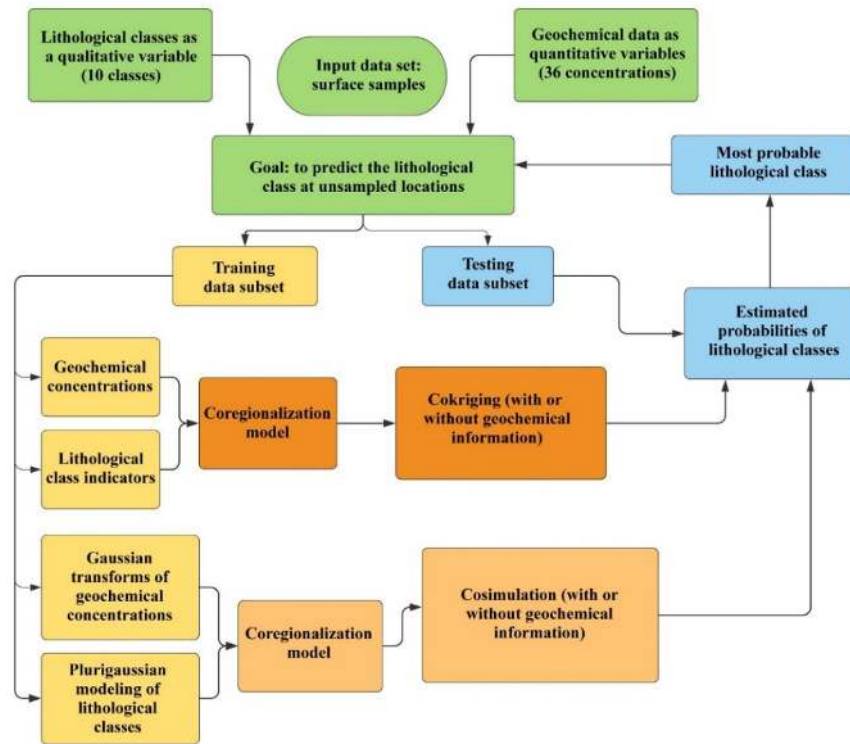 Lithological classes as
a qualitative variable
(10 classes)
Input data set:
surface samples
Geochemical data as
quantitative variables
(36 concentrations)
Goal: to predict the lithological
class at unsampled locations
Most probable
lithological class
Training
data subset
Testing
data subset
Estimated
probabilities of
lithological classes
Geochemical
concentrations
Lithological
class indicators
Coregionalization
model
Cokriging (with or
without geochemical
information)
Gaussian
transforms of
geochemical
concentrations
Plurigaussian
modeling of
lithological
classes
Coregionalization
model
Cosimulation (with or
without geochemical
information)